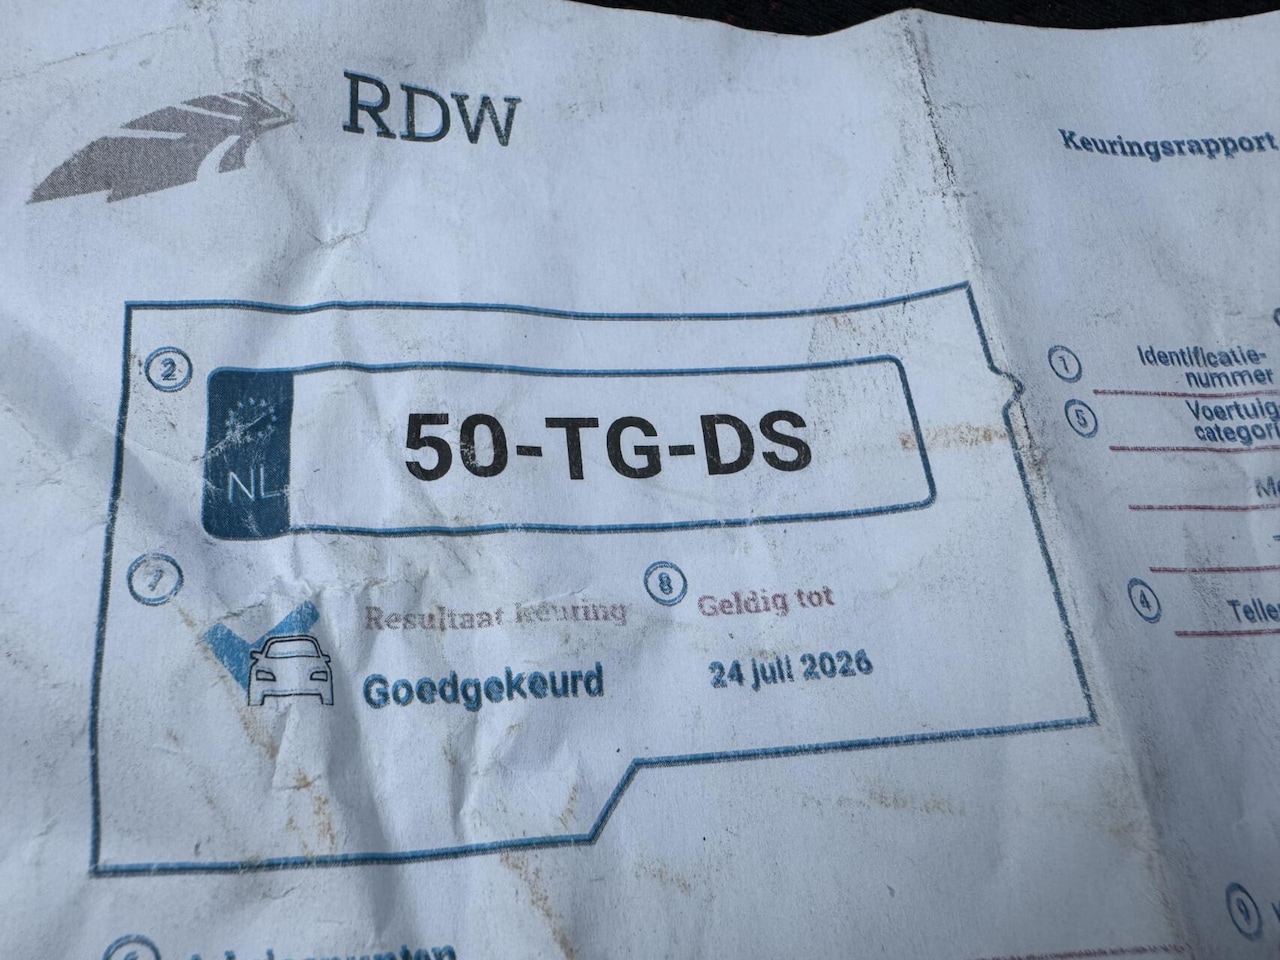 RDW
Keuringsrapport
2
NL
50-TG-DS
7
Resultaat keuring
Goedgekeurd
8
Geldig tot
24 juli 2026
1
Identificatie-
nummer
5
4
9